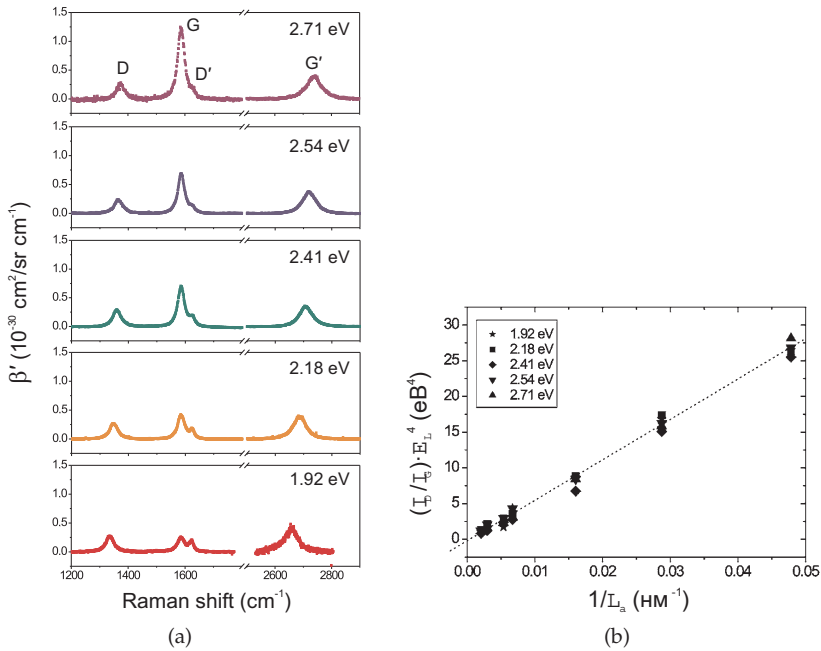 (a)
2.71 eV
D
G
D′
G′
2.54 eV
2.41 eV
2.18 eV
1.92 eV
1.5
1.0
0.5
0.0
1.5
1.0
0.5
0.0
1.5
1.0
0.5
0.0
1.5
1.0
0.5
0.0
1.5
1.0
0.5
0.0
β′ (10⁻³⁰ cm²/sr cm⁻¹)
1200 1400 1600 2600 2800
Raman shift (cm⁻¹)
(a)
1.92 eV
2.18 eV
2.41 eV
2.54 eV
2.71 eV
30
25
20
15
10
5
0
(I_D/I_G)·E_L⁴ (eВ⁴)
0.00 0.01 0.02 0.03 0.04 0.05
1/L_a (нм⁻¹)
(b)